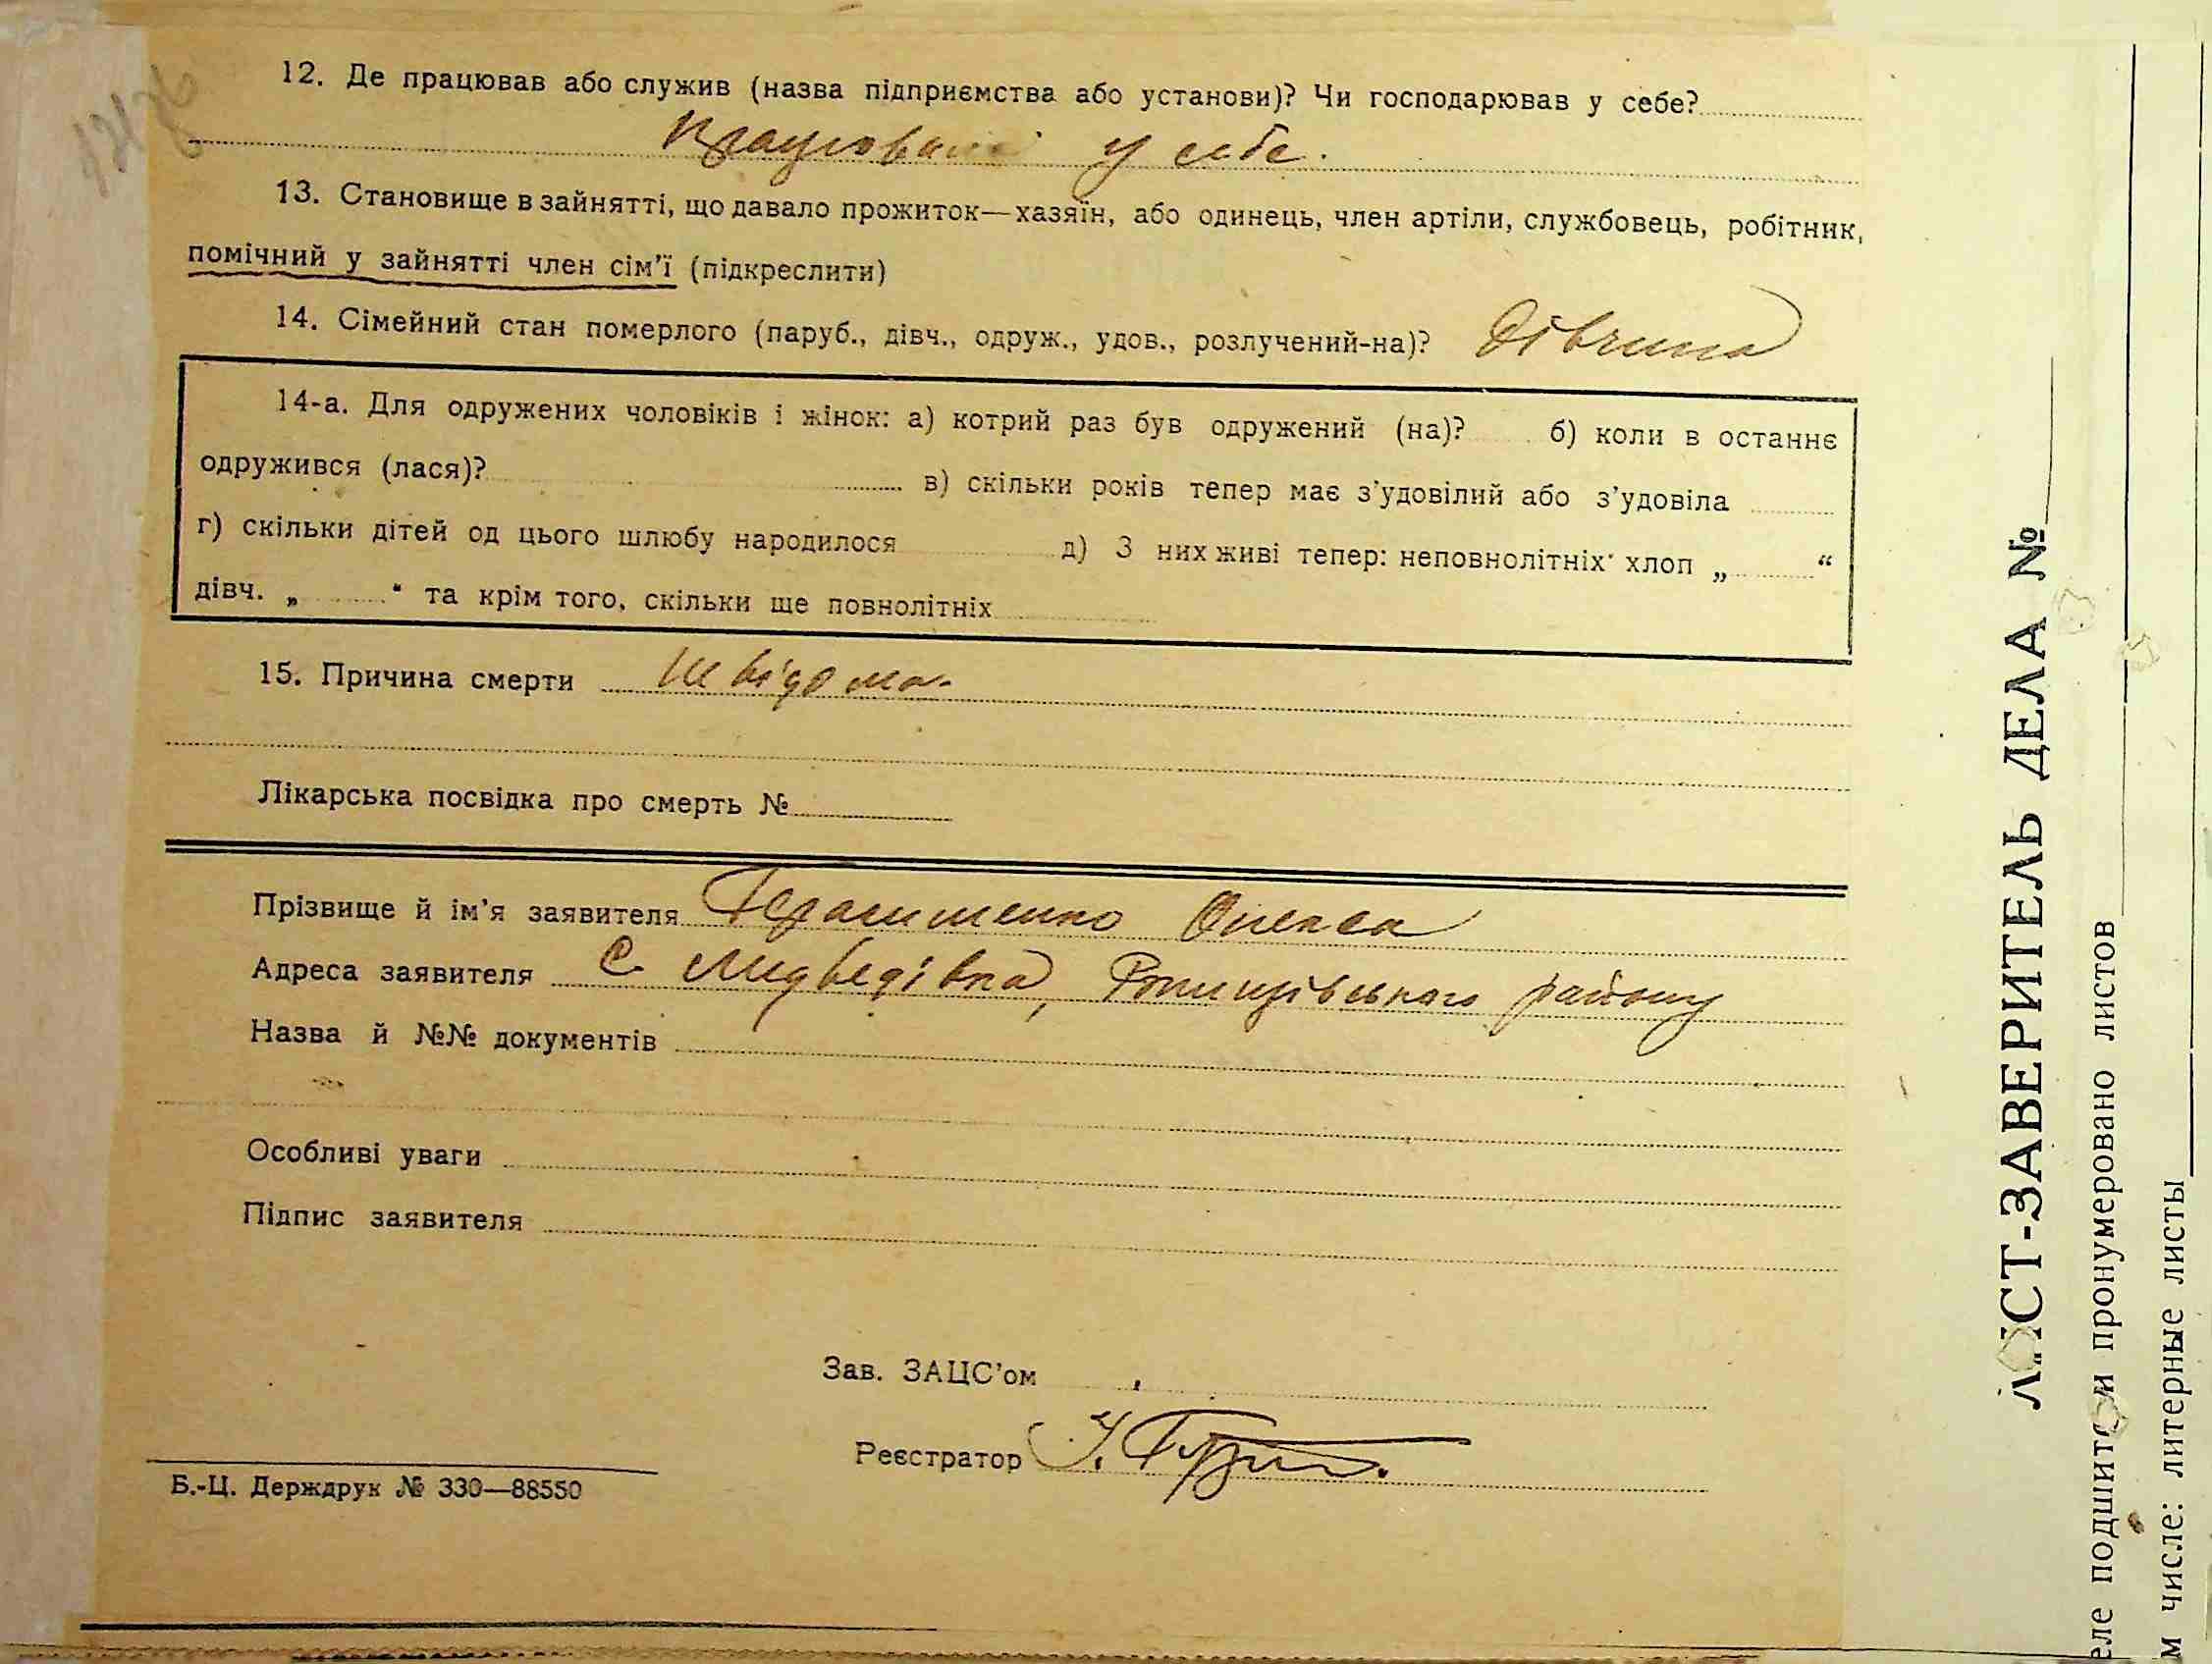 12. Де працював або служив (назва підприємства або установи)? Чи господарював у себе?
у себе.
13. Становище в зайнятті, що давало прожиток—хазяїн, або одинець, член артіли, службовець, робітник,
помічний у зайнятті член сім’ї (підкреслити)
14. Сімейний стан померлого (паруб., дівч., одруж., удов., розлучений-на)? Дівчина
14-а. Для одружених чоловіків і жінок: а) котрий раз був одружений (на)? б) коли в останнє
одружився (лася)? в) скільки років тепер має з’удовілий або з’удовіла
г) скільки дітей од цього шлюбу народилося д) З них живі тепер: неповнолітніх· хлоп „ “
дівч. „ “ та крім того, скільки ще повнолітніх
15. Причина смерти
Лікарська посвідка про смерть №
Прізвище й ім’я заявителя Герашченко Олекса
Адреса заявителя С. Медведівка, району
Назва й №№ документів
Особливі уваги
Підпис заявителя
Зав. ЗАЦС’ом
Реєстратор
Б.-Ц. Держдрук № 330—88550
ЛИСТ-ЗАВЕРИТЕЛЬ ДЕЛА №
еле подшито и пронумеровано листов
м числе: литерные листы